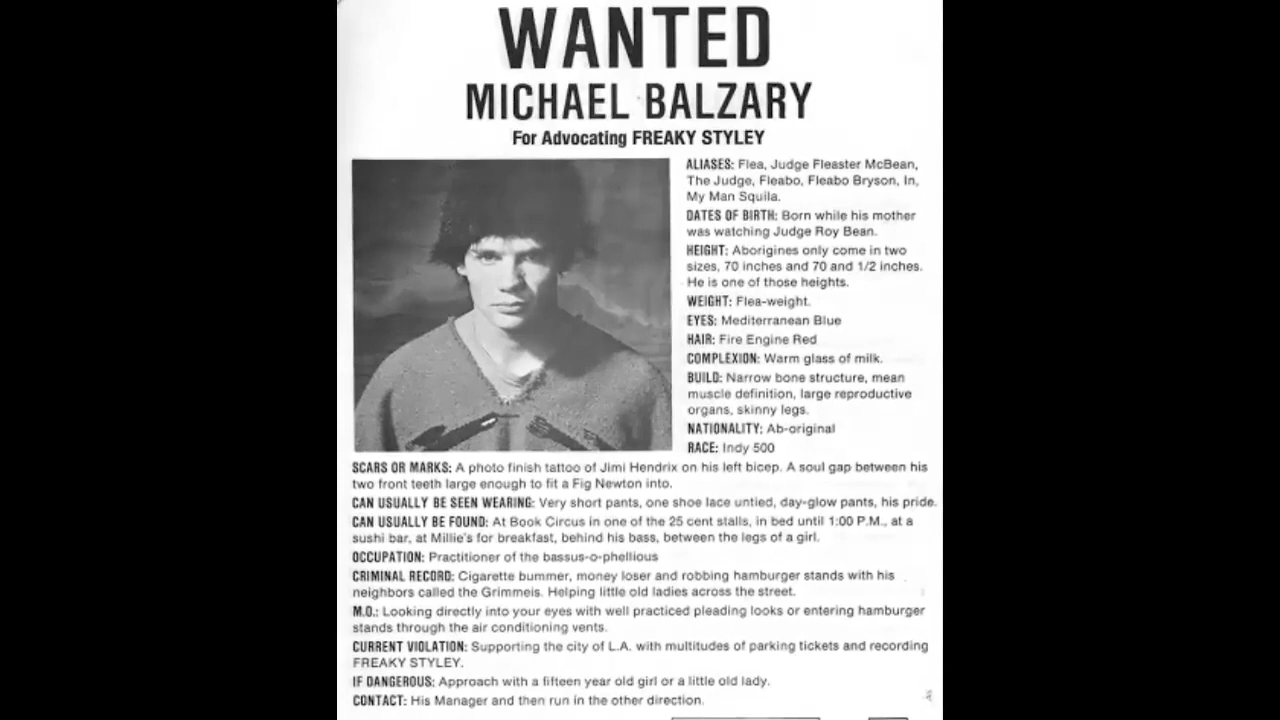 WANTED
MICHAEL BALZARY
For Advocating FREAKY STYLEY
ALIASES: Flea, Judge Fleaster McBean,
The Judge, Fleabo, Fleabo Bryson, In,
My Man Squila.
DATES OF BIRTH: Born while his mother
was watching Judge Roy Bean.
HEIGHT: Aborigines only come in two
sizes, 70 inches and 70 and 1/2 inches.
He is one of those heights.
WEIGHT: Flea-weight.
EYES: Mediterranean Blue
HAIR: Fire Engine Red
COMPLEXION: Warm glass of milk.
BUILD: Narrow bone structure, mean
muscle definition, large reproductive
organs, skinny legs.
NATIONALITY: Ab-original
RACE: Indy 500
SCARS OR MARKS: A photo finish tattoo of Jimi Hendrix on his left bicep. A soul gap between his
two front teeth large enough to fit a Fig Newton into.
CAN USUALLY BE SEEN WEARING: Very short pants, one shoe lace untied, day-glow pants, his pride.
CAN USUALLY BE FOUND: At Book Circus in one of the 25 cent stalls, in bed until 1:00 P.M., at a
sushi bar, at Millie's for breakfast, behind his bass, between the legs of a girl.
OCCUPATION: Practitioner of the bassus-o-phellious
CRIMINAL RECORD: Cigarette bummer, money loser and robbing hamburger stands with his
neighbors called the Grimmeis. Helping little old ladies across the street.
M.O.: Looking directly into your eyes with well practiced pleading looks or entering hamburger
stands through the air conditioning vents.
CURRENT VIOLATION: Supporting the city of L.A. with multitudes of parking tickets and recording
FREAKY STYLEY.
IF DANGEROUS: Approach with a fifteen year old girl or a little old lady.
CONTACT: His Manager and then run in the other direction.